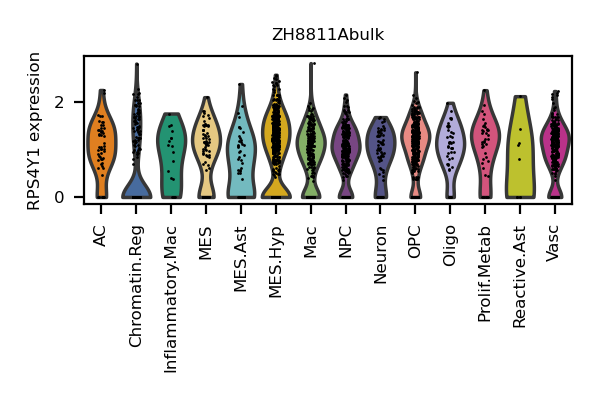 ZH8811Abulk
RPS4Y1 expression
2
0
AC
Chromatin.Reg
Inflammatory.Mac
MES
MES.Ast
MES.Hyp
Mac
NPC
Neuron
OPC
Oligo
Prolif.Metab
Reactive.Ast
Vasc